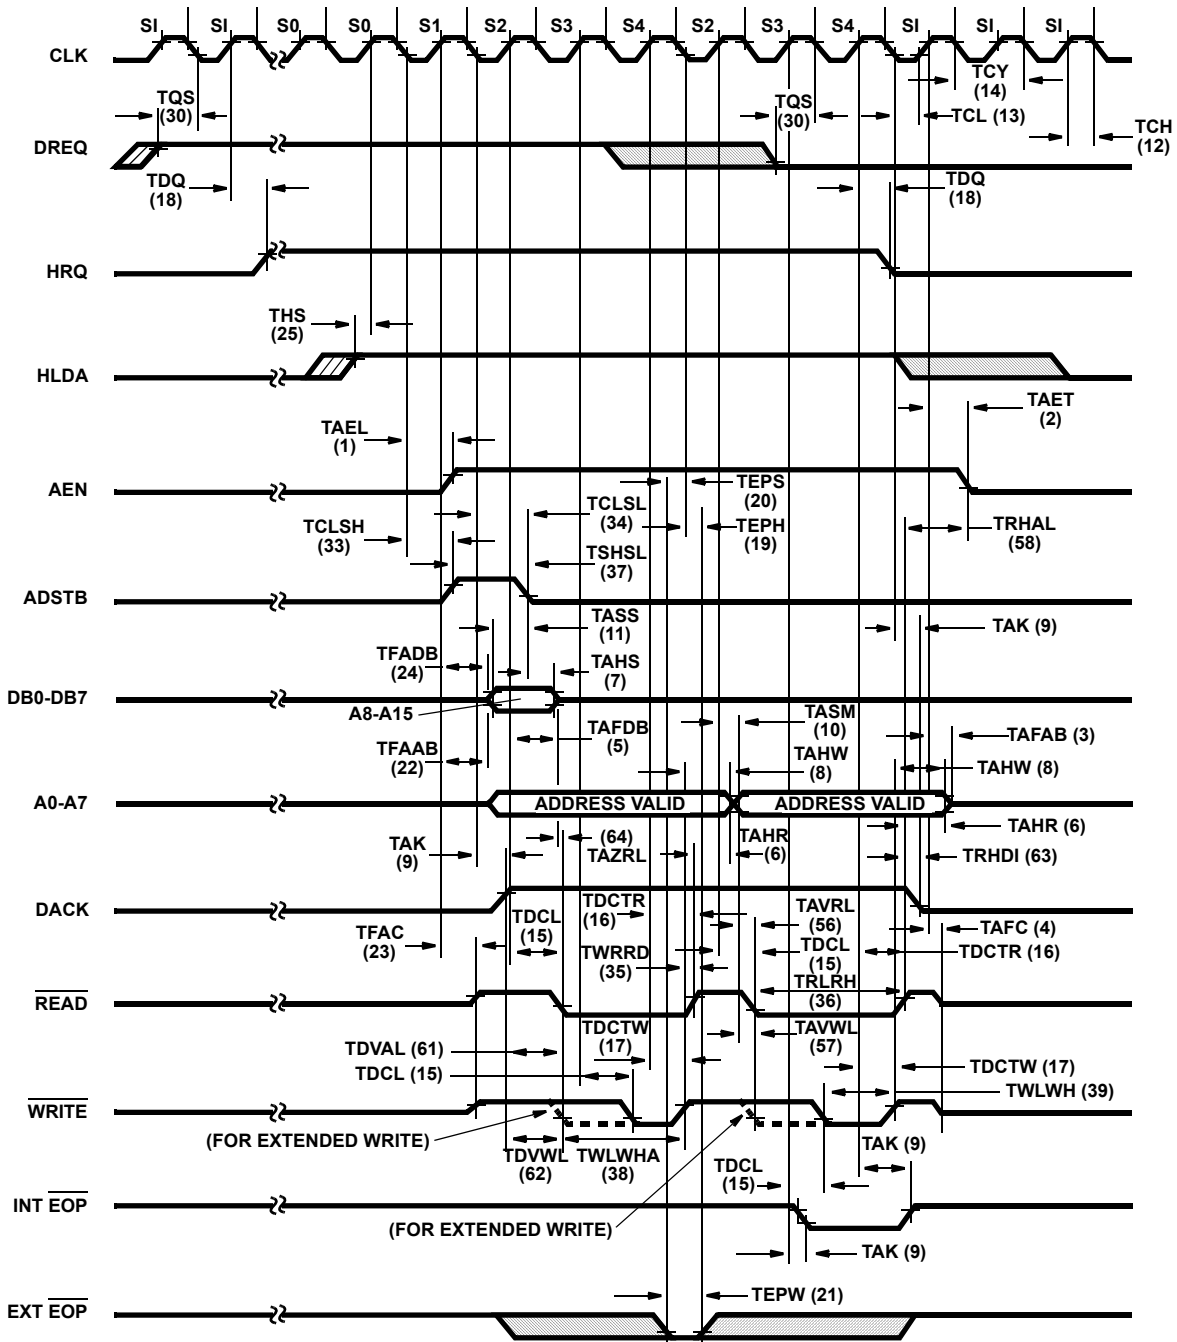 SI SI S0 S0 S1 S2 S3 S4 S2 S3 S4 SI SI SI
CLK
TCY
(14)
TQS
(30)
TQS
(30)
TCL (13)
TCH
(12)
DREQ
TDQ
(18)
TDQ
(18)
HRQ
THS
(25)
HLDA
TAET
(2)
TAEL
(1)
AEN
TEPS
(20)
TCLSL
(34)
TEPH
(19)
TRHAL
(58)
TCLSH
(33)
TSHSL
(37)
ADSTB
TASS
(11)
TAK (9)
TFADB
(24)
TAHS
(7)
DB0-DB7
A8-A15
TASM
(10)
TAFDB
(5)
TAFAB (3)
TFAAB
(22)
TAHW
(8)
TAHW (8)
A0-A7
ADDRESS VALID
ADDRESS VALID
TAHR (6)
TAK
(9)
(64)
TAZRL
TAHR
(6)
TRHDI (63)
DACK
TDCL
(15)
TDCTR
(16)
TAVRL
(56)
TAFC (4)
TFAC
(23)
TWRRD
(35)
TDCL
(15)
TDCTR (16)
TRLRH
(36)
READ
TDCTW
(17)
TAVWL
(57)
TDVAL (61)
TDCTW (17)
TDCL (15)
TWLWH (39)
WRITE
(FOR EXTENDED WRITE)
TDVWL
(62)
TWLWHA
(38)
TAK (9)
TDCL
(15)
INT EOP
(FOR EXTENDED WRITE)
TAK (9)
TEPW (21)
EXT EOP